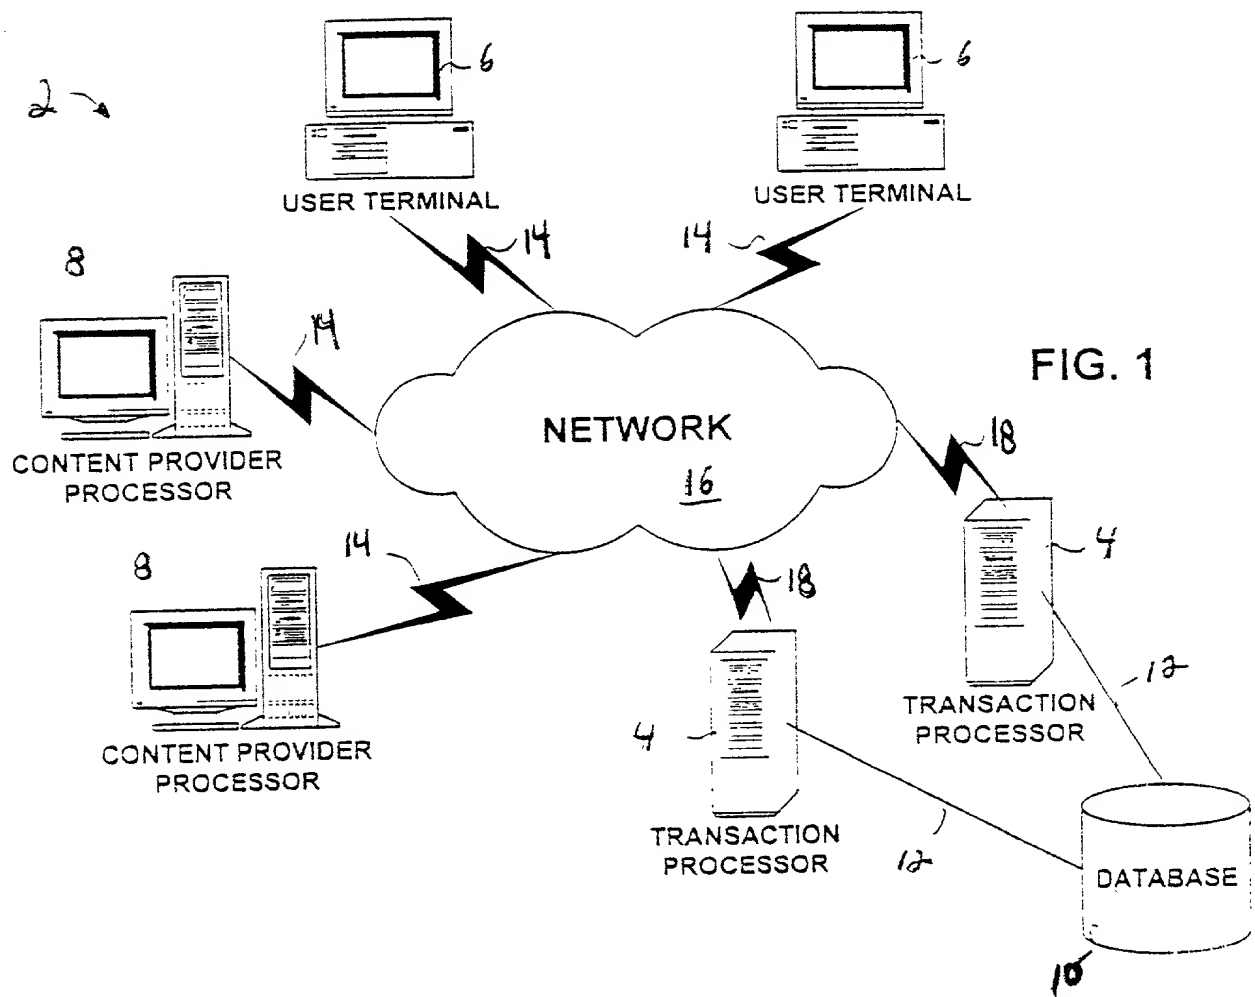 6
6
2
USER TERMINAL
USER TERMINAL
14
14
8
14
FIG. 1
NETWORK
16
18
CONTENT PROVIDER
PROCESSOR
14
18
4
8
12
TRANSACTION
PROCESSOR
4
CONTENT PROVIDER
PROCESSOR
TRANSACTION
PROCESSOR
12
DATABASE
10